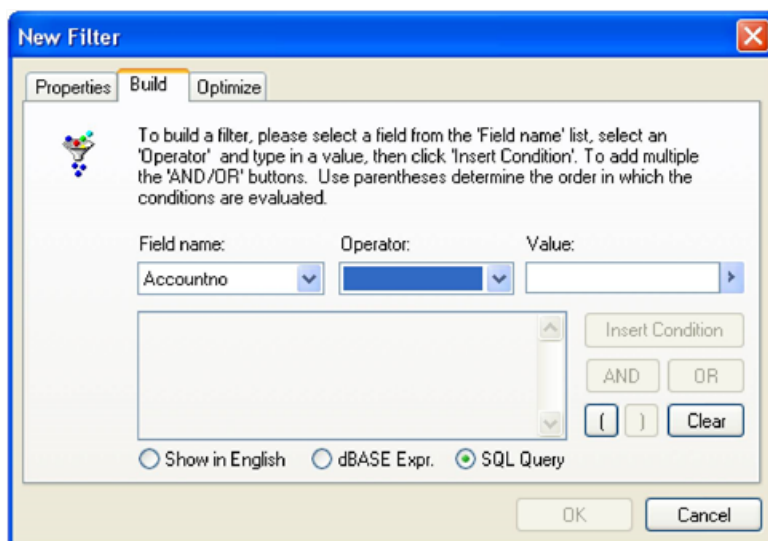 New Filter
Properties Build Optimize
To build a filter, please select a field from the 'Field name' list, select an
'Operator' and type in a value, then click 'Insert Condition'. To add multiple
the 'AND/OR' buttons. Use parentheses determine the order in which the
conditions are evaluated.
Field name: Operator: Value:
Accountno
Insert Condition
AND OR
( ) Clear
Show in English dBASE Expr. SQL Query
OK Cancel